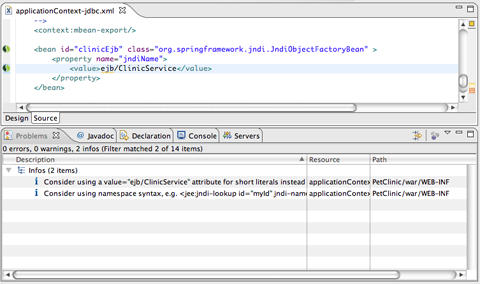 applicationContext-jdbc.xml
-->
<context:mbean-export/>
<bean id="clinicEjb" class="org.springframework.jndi.JndiObjectFactoryBean" >
<property name="jndiName">
<value>ejb/ClinicService</value>
</property>
</bean>
Design Source
Problems Javadoc Declaration Console Servers
0 errors, 0 warnings, 2 infos (Filter matched 2 of 14 items)
Description Resource Path
Infos (2 items)
Consider using a value="ejb/ClinicService" attribute for short literals instead applicationContex PetClinic/war/WEB-INF
Consider using namespace syntax, e.g. <jee:jndi-lookup id="myId" jndi-nam applicationContex PetClinic/war/WEB-INF